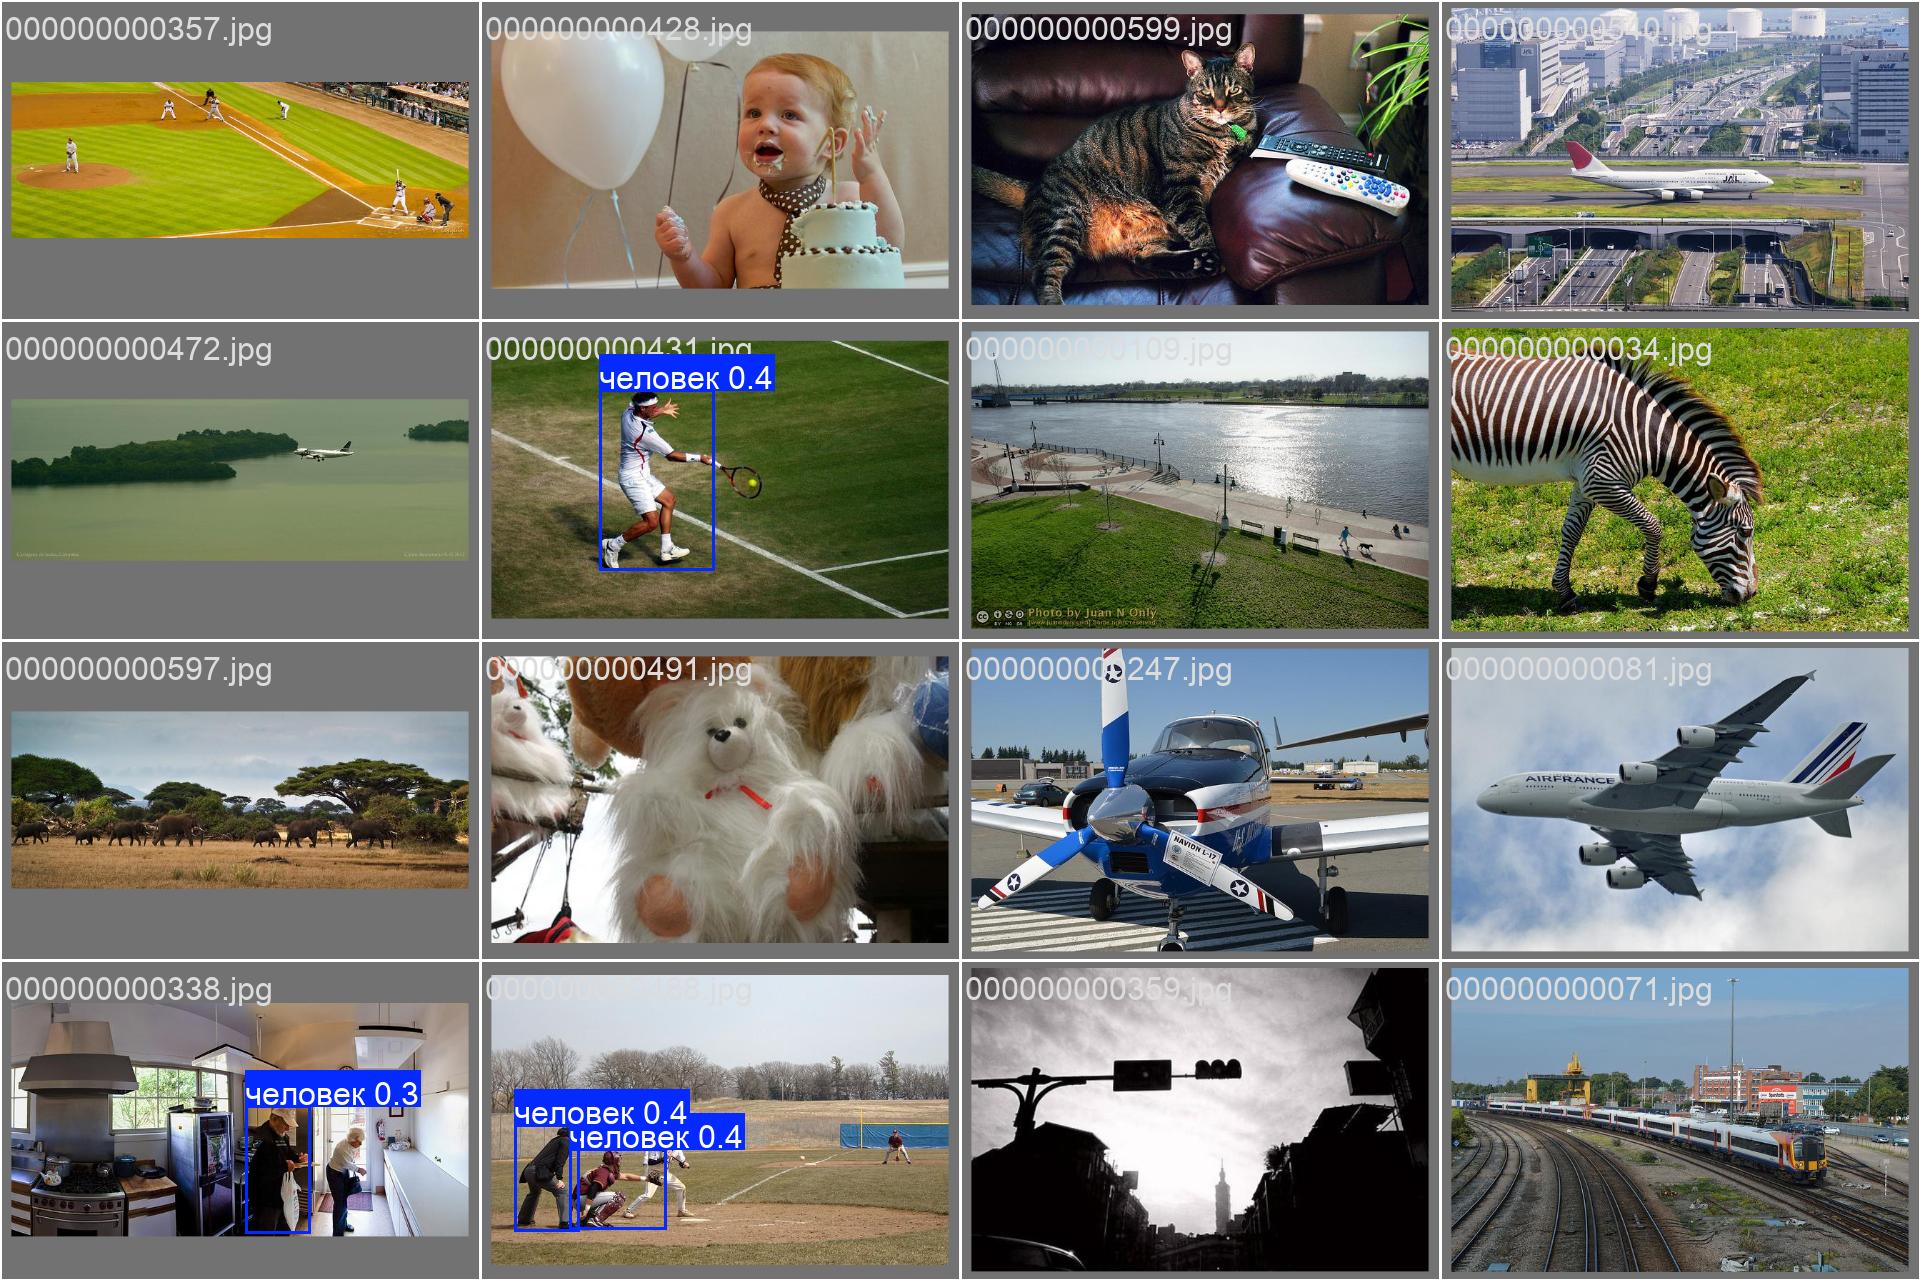 000000000357.jpg
000000000428.jpg
000000000599.jpg
000000000540.jpg
JAL
000000000472.jpg
000000000431.jpg
человек 0.4
000000000109.jpg
Photo by Juan N Only
000000000034.jpg
000000000597.jpg
000000000491.jpg
000000000247.jpg
NAVION L-17
000000000081.jpg
AIRFRANCE
000000000338.jpg
человек 0.3
000000000488.jpg
человек 0.4
человек 0.4
000000000359.jpg
000000000071.jpg